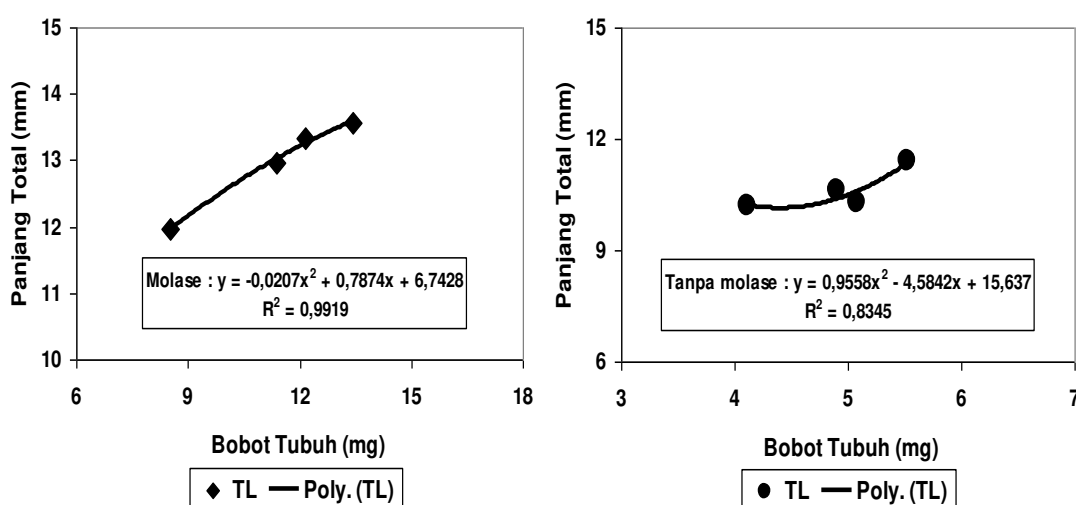 15
14
13
12
11
10
Panjang Total (mm)
Molase : y = -0,0207x² + 0,7874x + 6,7428
R² = 0,9919
6 9 12 15 18
Bobot Tubuh (mg)
TL Poly. (TL)
15
12
9
6
Panjang Total (mm)
Tanpa molase : y = 0,9558x² - 4,5842x + 15,637
R² = 0,8345
3 4 5 6 7
Bobot Tubuh (mg)
TL Poly. (TL)